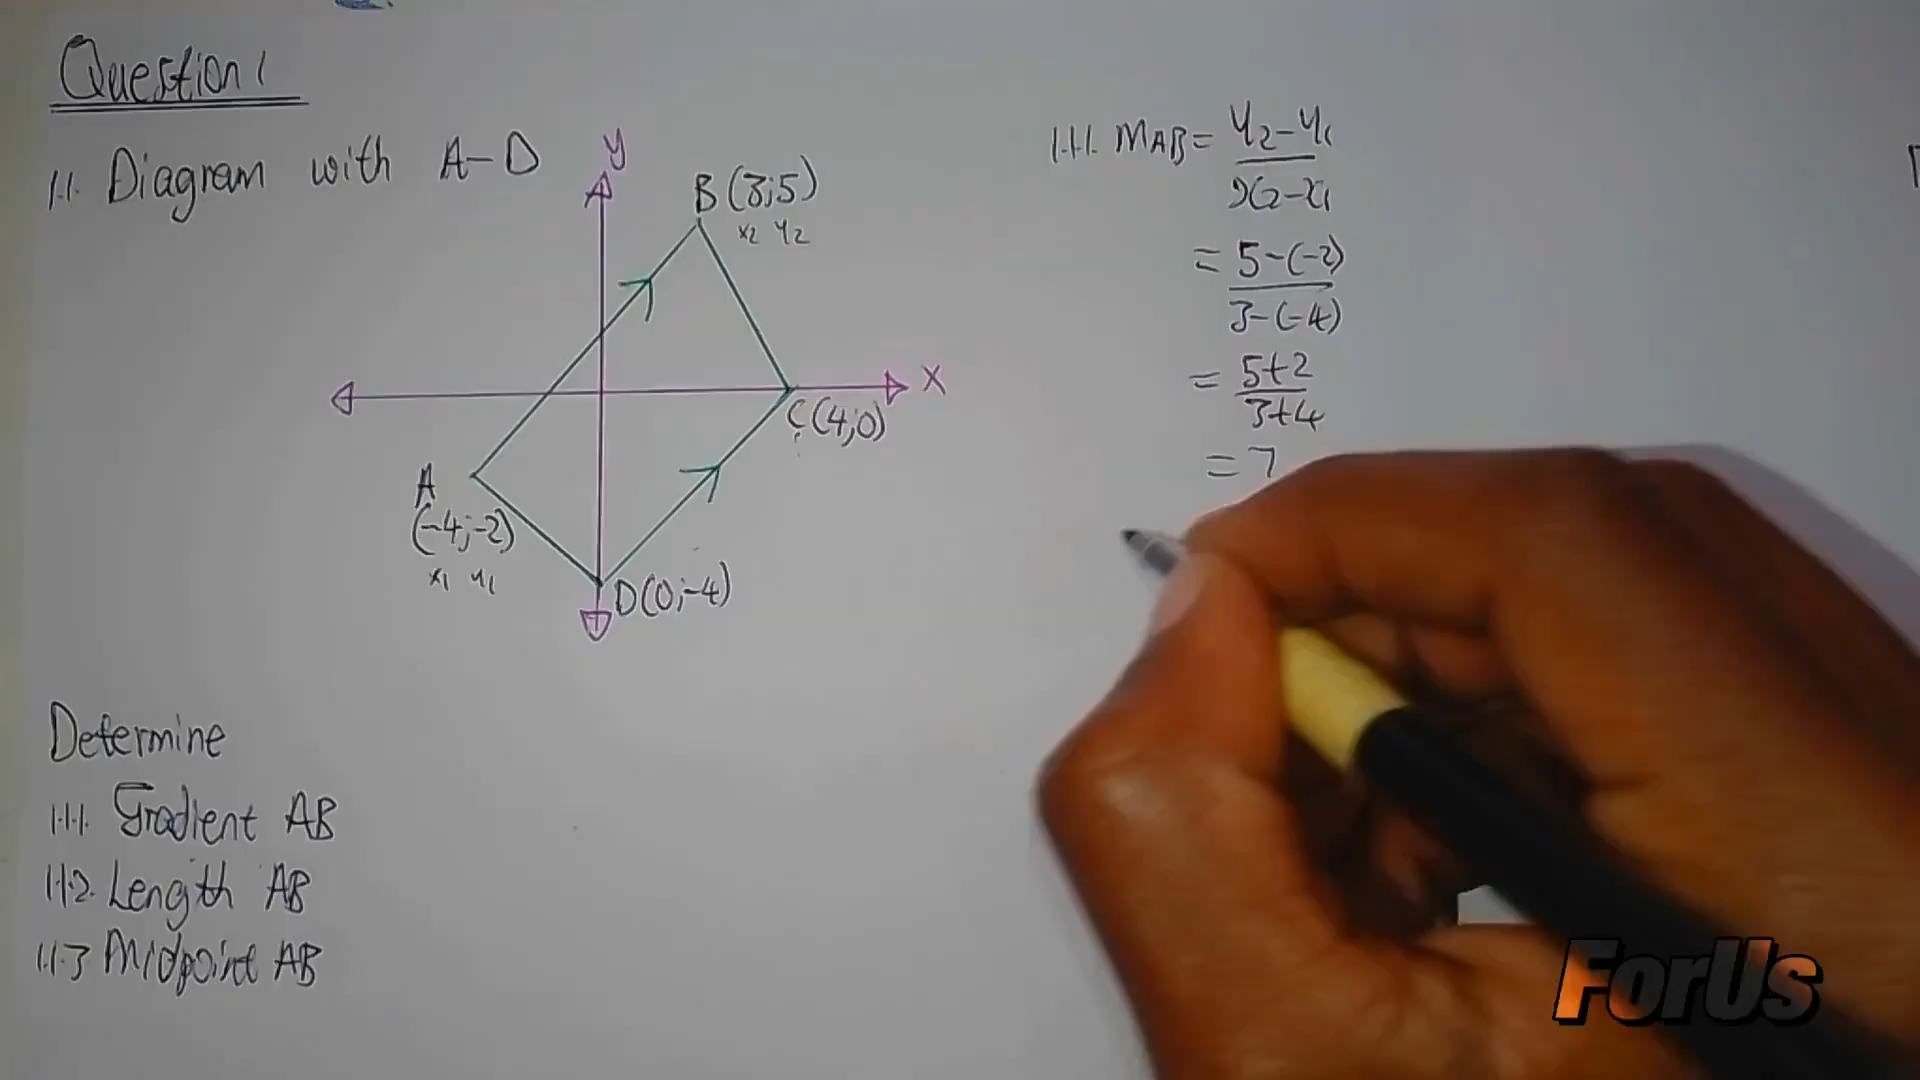 Question 1
1.1. Diagram with A-D
y
B (3;5)
x2 y2
x
C(4;0)
A
(-4;-2)
x1 y1
D(0;-4)
Determine
1.1.1. Gradient AB
1.1.2. Length AB
1.1.3 Midpoint AB
1.1.1. MAB = y2-y1
x2-x1
= 5-(-2)
3-(-4)
= 5+2
3+4
= 7
ForUs